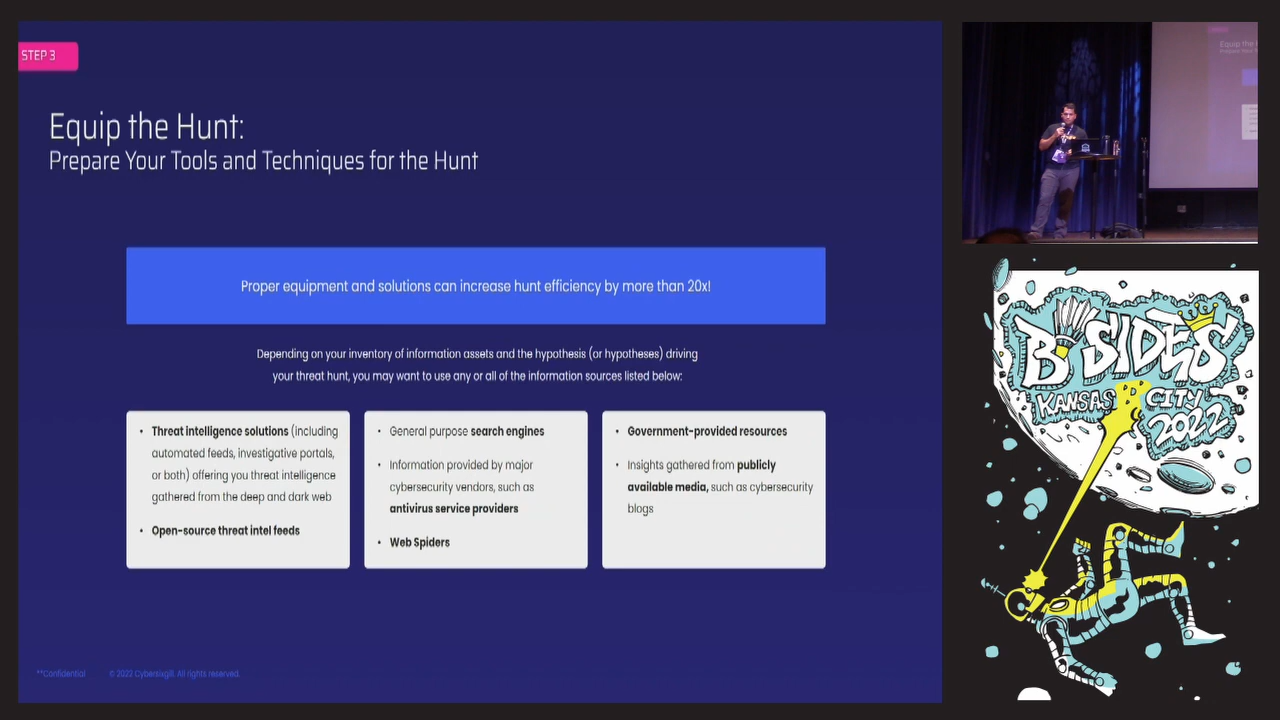 STEP 3
Equip the Hunt:
Prepare Your Tools and Techniques for the Hunt
Proper equipment and solutions can increase hunt efficiency by more than 20x!
Depending on your inventory of information assets and the hypothesis (or hypotheses) driving
your threat hunt, you may want to use any or all of the information sources listed below:
• Threat intelligence solutions (including
automated feeds, investigative portals,
or both) offering you threat intelligence
gathered from the deep and dark web
• Open-source threat intel feeds
• General purpose search engines
• Information provided by major
cybersecurity vendors, such as
antivirus service providers
• Web Spiders
• Government-provided resources
• Insights gathered from publicly
available media, such as cybersecurity
blogs
**Confidential © 2022 Cybersixgill. All rights reserved.
Equip the H
B SIDES
KANSAS CITY
2022